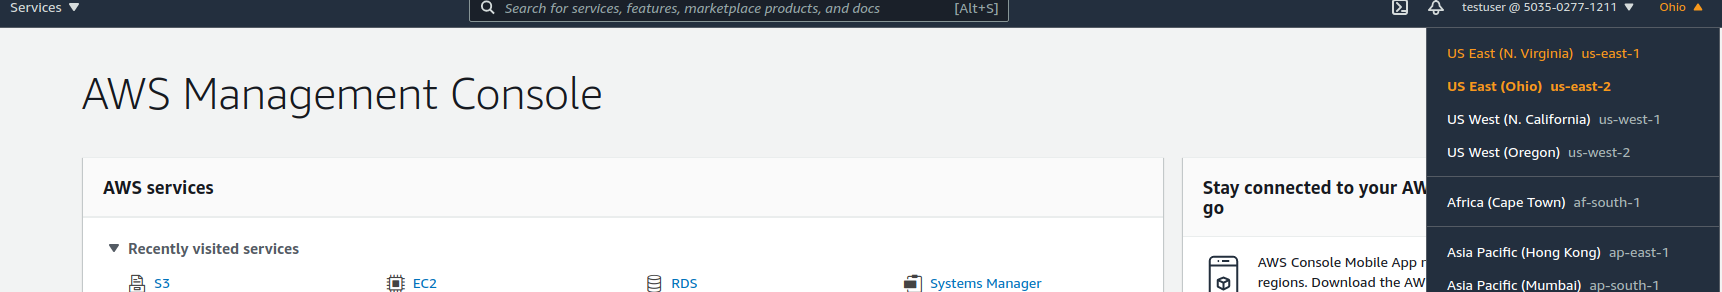 Services
Search for services, features, marketplace products, and docs [Alt+S]
testuser @ 5035-0277-1211
Ohio
AWS Management Console
AWS services
Recently visited services
S3
EC2
RDS
Systems Manager
Stay connected to your AW
go
AWS Console Mobile App
regions. Download the AW
US East (N. Virginia) us-east-1
US East (Ohio) us-east-2
US West (N. California) us-west-1
US West (Oregon) us-west-2
Africa (Cape Town) af-south-1
Asia Pacific (Hong Kong) ap-east-1
Asia Pacific (Mumbai) ap-south-1